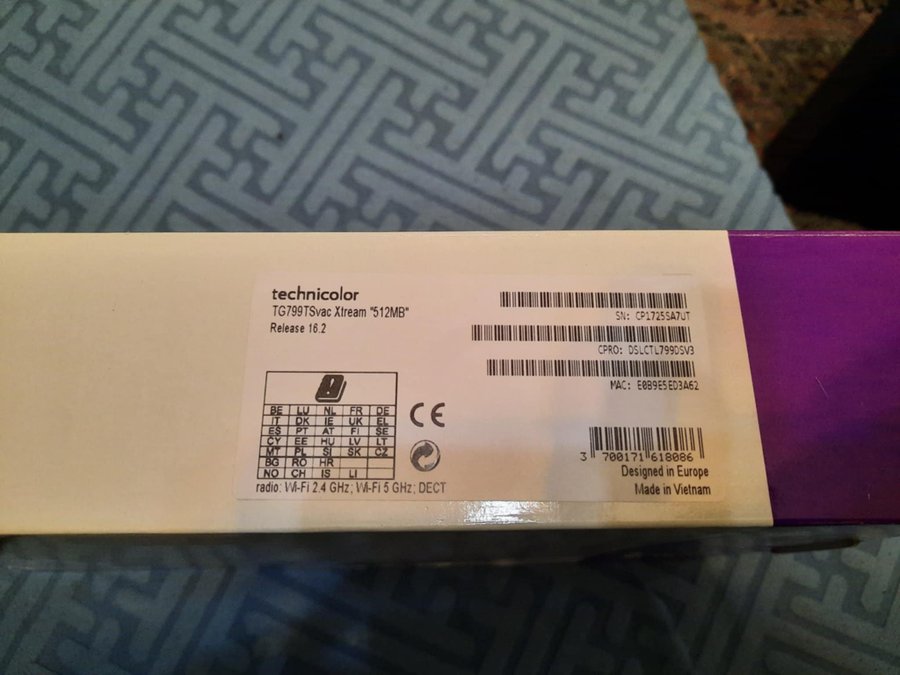 technicolor
TG799TSvac Xtream "512MB"
Release 16.2
SN: CP1725SA7UT
CPRO: DSLCTL799DSV3
MAC: E0B9E5ED3A62
BE LU NL FR DE
IT DK IE UK EL
ES PT AT FI SE
CY EE HU LV LT
MT PL SI SK CZ
BG RO HR
NO CH IS LI
CE
radio: Wi-Fi 2.4 GHz; Wi-Fi 5 GHz; DECT
3 700171 618086
Designed in Europe
Made in Vietnam